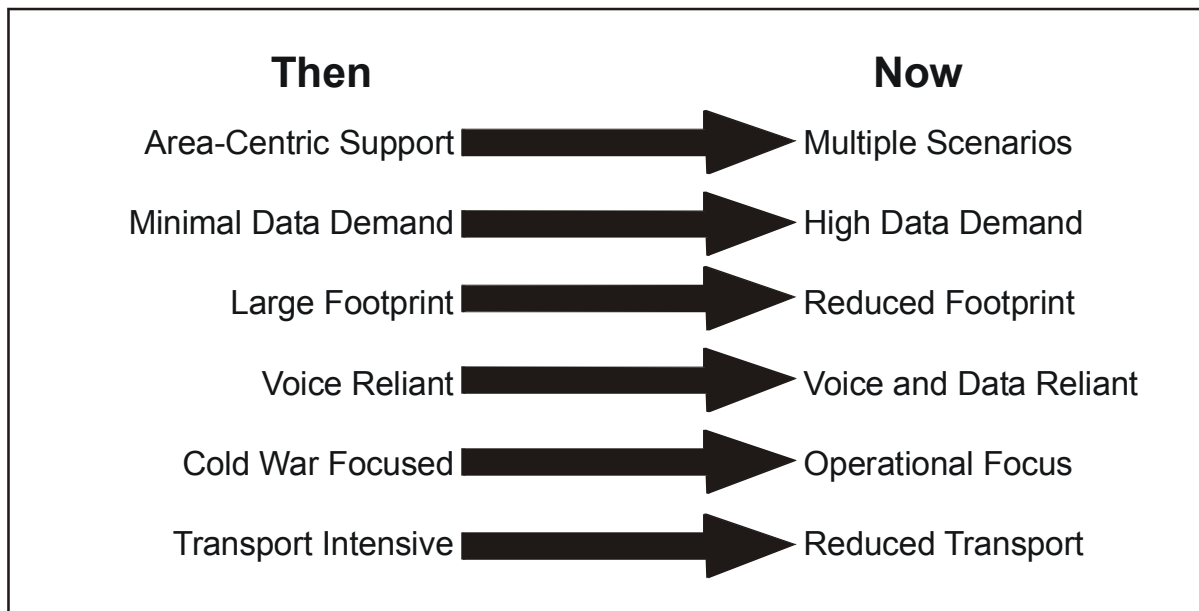 Then Now
Area-Centric Support Multiple Scenarios
Minimal Data Demand High Data Demand
Large Footprint Reduced Footprint
Voice Reliant Voice and Data Reliant
Cold War Focused Operational Focus
Transport Intensive Reduced Transport